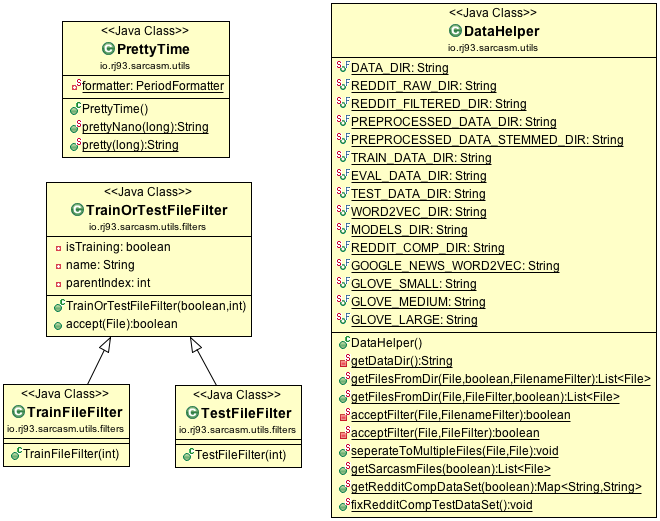 <<Java Class>>
PrettyTime
io.rj93.sarcasm.utils
formatter: PeriodFormatter
PrettyTime()
prettyNano(long):String
pretty(long):String
<<Java Class>>
TrainOrTestFileFilter
io.rj93.sarcasm.utils.filters
isTraining: boolean
name: String
parentIndex: int
TrainOrTestFileFilter(boolean,int)
accept(File):boolean
<<Java Class>>
TrainFileFilter
io.rj93.sarcasm.utils.filters
TrainFileFilter(int)
<<Java Class>>
TestFileFilter
io.rj93.sarcasm.utils.filters
TestFileFilter(int)
<<Java Class>>
DataHelper
io.rj93.sarcasm.utils
DATA_DIR: String
REDDIT_RAW_DIR: String
REDDIT_FILTERED_DIR: String
PREPROCESSED_DATA_DIR: String
PREPROCESSED_DATA_STEMMED_DIR: String
TRAIN_DATA_DIR: String
EVAL_DATA_DIR: String
TEST_DATA_DIR: String
WORD2VEC_DIR: String
MODELS_DIR: String
REDDIT_COMP_DIR: String
GOOGLE_NEWS_WORD2VEC: String
GLOVE_SMALL: String
GLOVE_MEDIUM: String
GLOVE_LARGE: String
DataHelper()
getDataDir():String
getFilesFromDir(File,boolean,FilenameFilter):List<File>
getFilesFromDir(File,FileFilter,boolean):List<File>
acceptFilter(File,FilenameFilter):boolean
acceptFilter(File,FileFilter):boolean
seperateToMultipleFiles(File,File):void
getSarcasmFiles(boolean):List<File>
getRedditCompDataSet(boolean):Map<String,String>
fixRedditCompTestDataSet():void